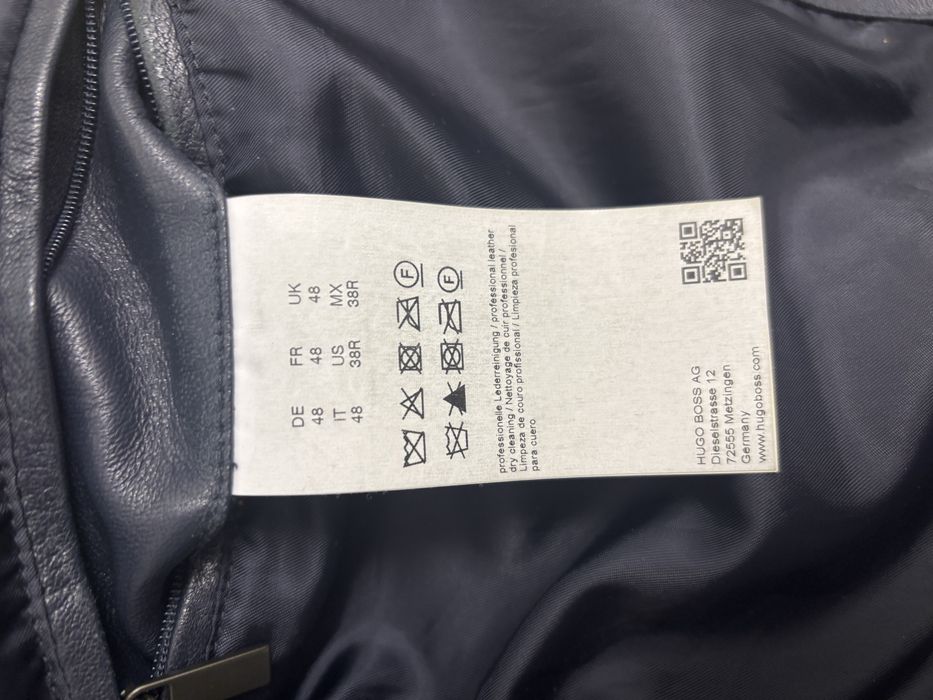 DE FR UK
48 48 48
IT US MX
48 38R 38R
F
F
professionelle Lederreinigung / professional leather
dry cleaning / Nettoyage de cuir professionnel /
Limpeza de couro profissional / Limpieza profesional
para cuero
HUGO BOSS AG
Dieselstrasse 12
72555 Metzingen
Germany
www.hugoboss.com